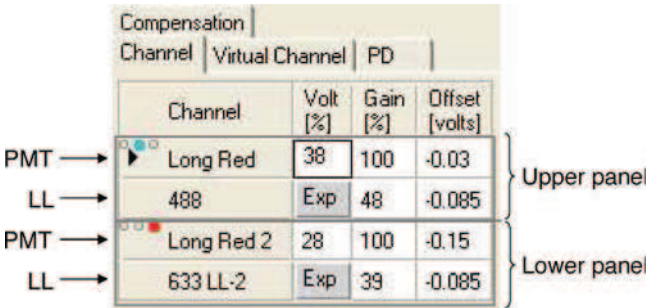 Compensation
Channel Virtual Channel PD
Channel Volt [%] Gain [%] Offset [volts]
PMT Long Red 38 100 -0.03
LL 488 Exp 48 -0.085
Upper panel
PMT Long Red 2 28 100 -0.15
LL 633 LL-2 Exp 39 -0.085
Lower panel